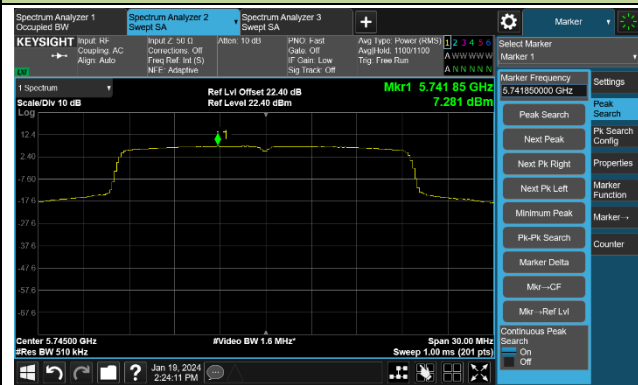 Spectrum Analyzer 1
Occupied BW
Spectrum Analyzer 2
Swept SA
Spectrum Analyzer 3
Swept SA
Marker
KEYSIGHT
Input: RF
Coupling: AC
Align: Auto
Input Z: 50 Ω
Corrections: Off
Freq Ref: Int (S)
NFE: Adaptive
Atten: 10 dB
PNO: Fast
Gate: Off
IF Gain: Low
Sig Track: Off
Avg Type: Power (RMS)
Avg|Hold: 1100/1100
Trig: Free Run
1 2 3 4 5 6
A W W W W W
A N N N N N
Select Marker
Marker 1
1 Spectrum
Scale/Div 10 dB
Log
Ref Lvl Offset 22.40 dB
Ref Level 22.40 dBm
Mkr1 5.741 85 GHz
7.281 dBm
12.4
2.40
-7.60
-17.6
-27.6
-37.6
-47.6
-57.6
-67.6
1
Center 5.74500 GHz
#Res BW 510 kHz
#Video BW 1.6 MHz*
Span 30.00 MHz
Sweep 1.00 ms (201 pts)
Marker Frequency
5.741850000 GHz
Peak Search
Next Peak
Next Pk Right
Next Pk Left
Minimum Peak
Pk-Pk Search
Marker Delta
Mkr→CF
Mkr→Ref Lvl
Continuous Peak
Search
On
Off
Settings
Peak
Search
Pk Search
Config
Properties
Marker
Function
Marker→
Counter
Jan 19, 2024
2:24:11 PM